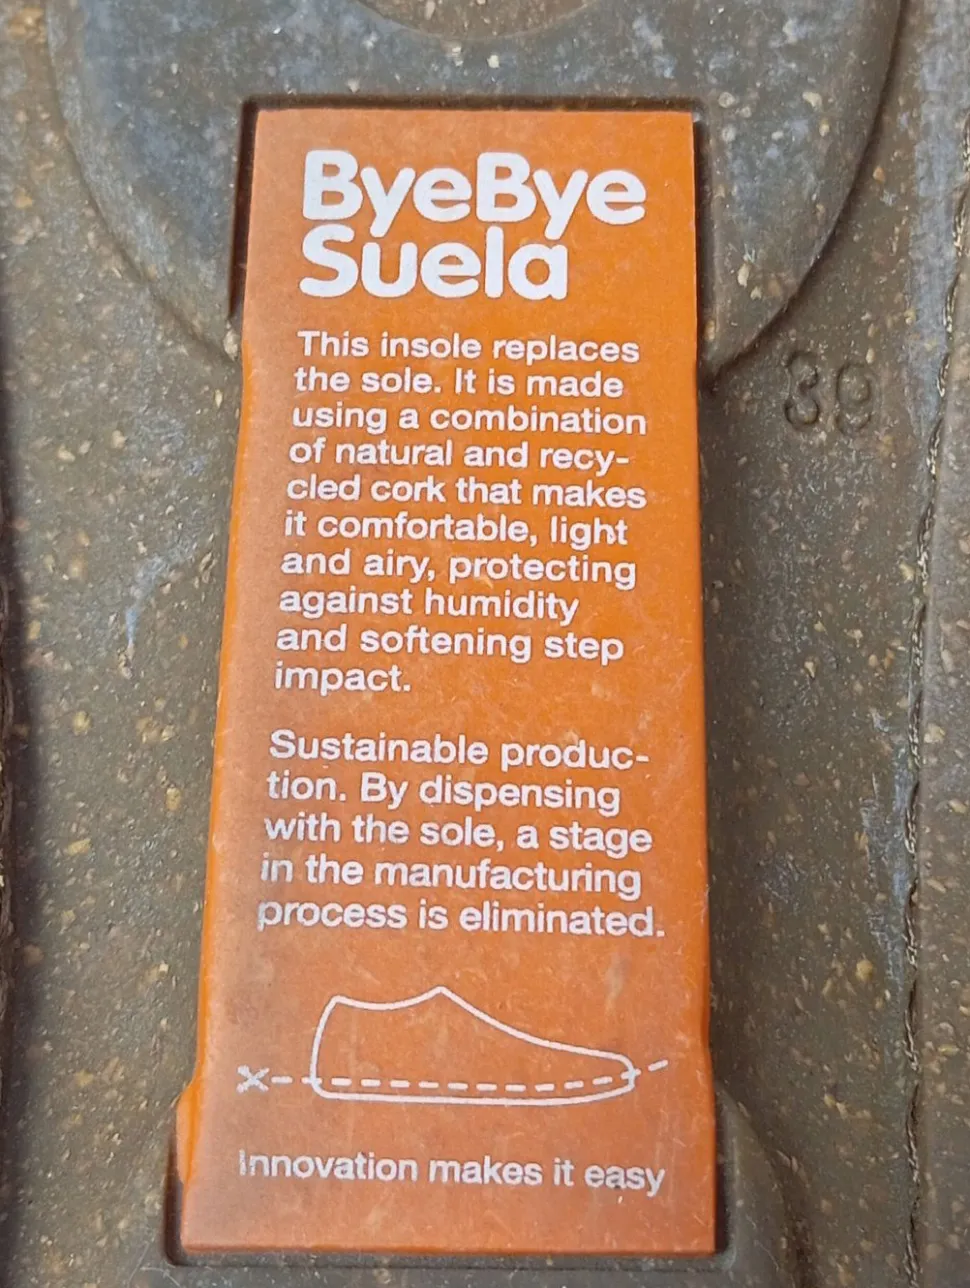 ByeBye
Suela
This insole replaces
the sole. It is made
using a combination
of natural and recy-
cled cork that makes
it comfortable, light
and airy, protecting
against humidity
and softening step
impact.
Sustainable produc-
tion. By dispensing
with the sole, a stage
in the manufacturing
process is eliminated.
Innovation makes it easy
39